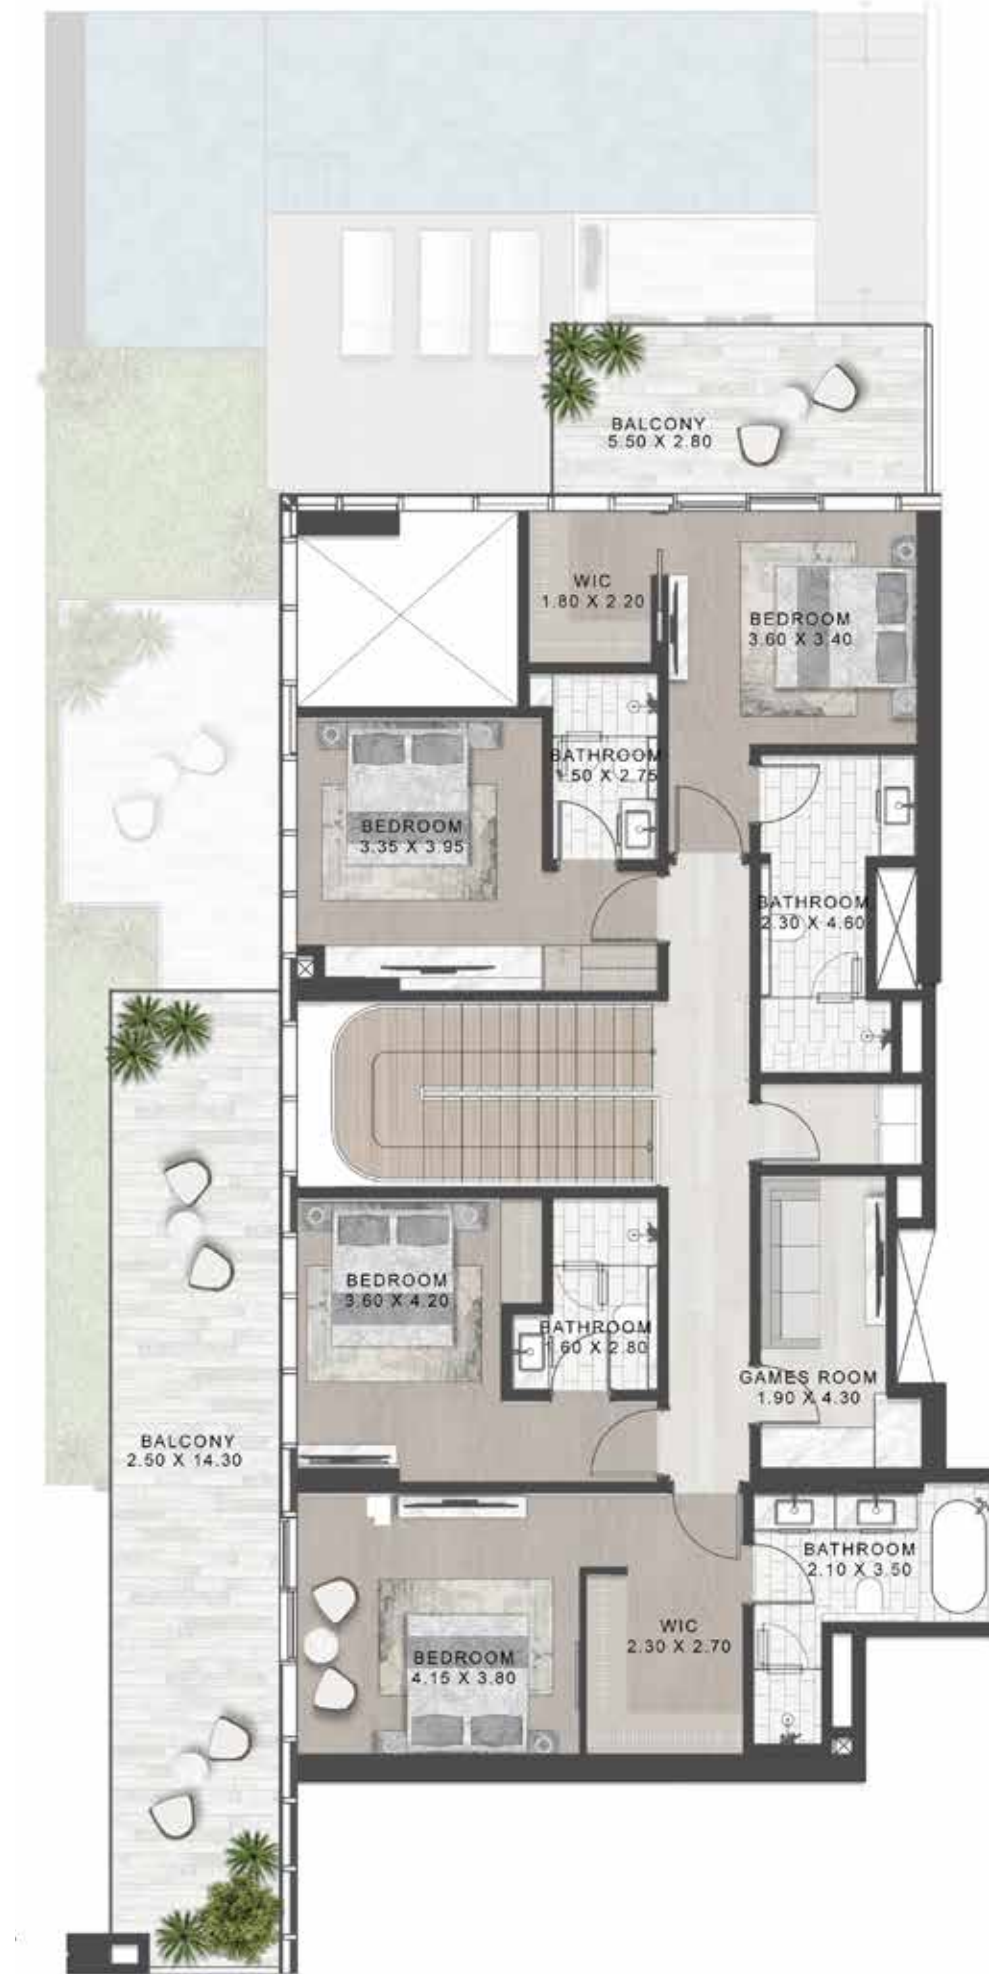 BALCONY
5.50 X 2.80
WIC
1.80 X 2.20
BEDROOM
3.60 X 3.40
BATHROOM
1.50 X 2.75
BEDROOM
3.35 X 3.95
BATHROOM
2.30 X 4.60
BEDROOM
3.60 X 4.20
BATHROOM
1.60 X 2.80
GAMES ROOM
1.90 X 4.30
BALCONY
2.50 X 14.30
BATHROOM
2.10 X 3.50
WIC
2.30 X 2.70
BEDROOM
4.15 X 3.80